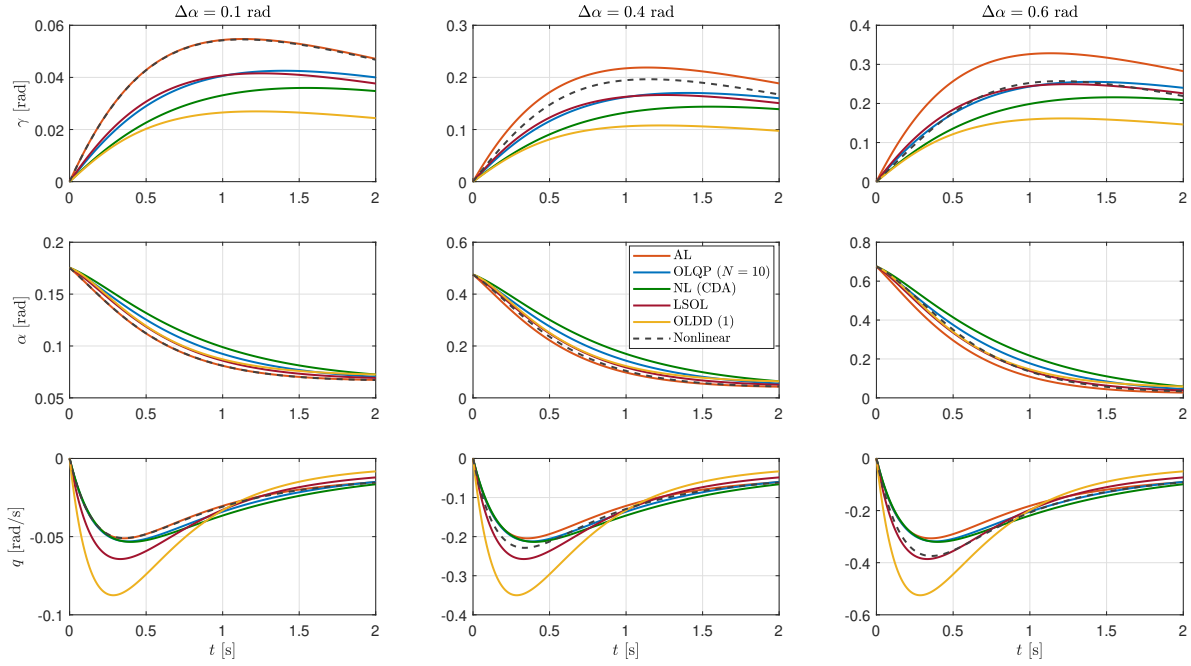 Δα = 0.1 rad
Δα = 0.4 rad
Δα = 0.6 rad
γ [rad]
0.06
0.04
0.02
0
0 0.5 1 1.5 2
0.3
0.2
0.1
0
0 0.5 1 1.5 2
0.4
0.3
0.2
0.1
0
0 0.5 1 1.5 2
α [rad]
0.2
0.15
0.1
0.05
0 0.5 1 1.5 2
0.6
0.4
0.2
0
0 0.5 1 1.5 2
AL
OLQP (N = 10)
NL (CDA)
LSOL
OLDD (1)
Nonlinear
0.8
0.6
0.4
0.2
0
0 0.5 1 1.5 2
q [rad/s]
0
-0.05
-0.1
0 0.5 1 1.5 2
t [s]
0
-0.1
-0.2
-0.3
-0.4
0 0.5 1 1.5 2
t [s]
0
-0.2
-0.4
-0.6
0 0.5 1 1.5 2
t [s]